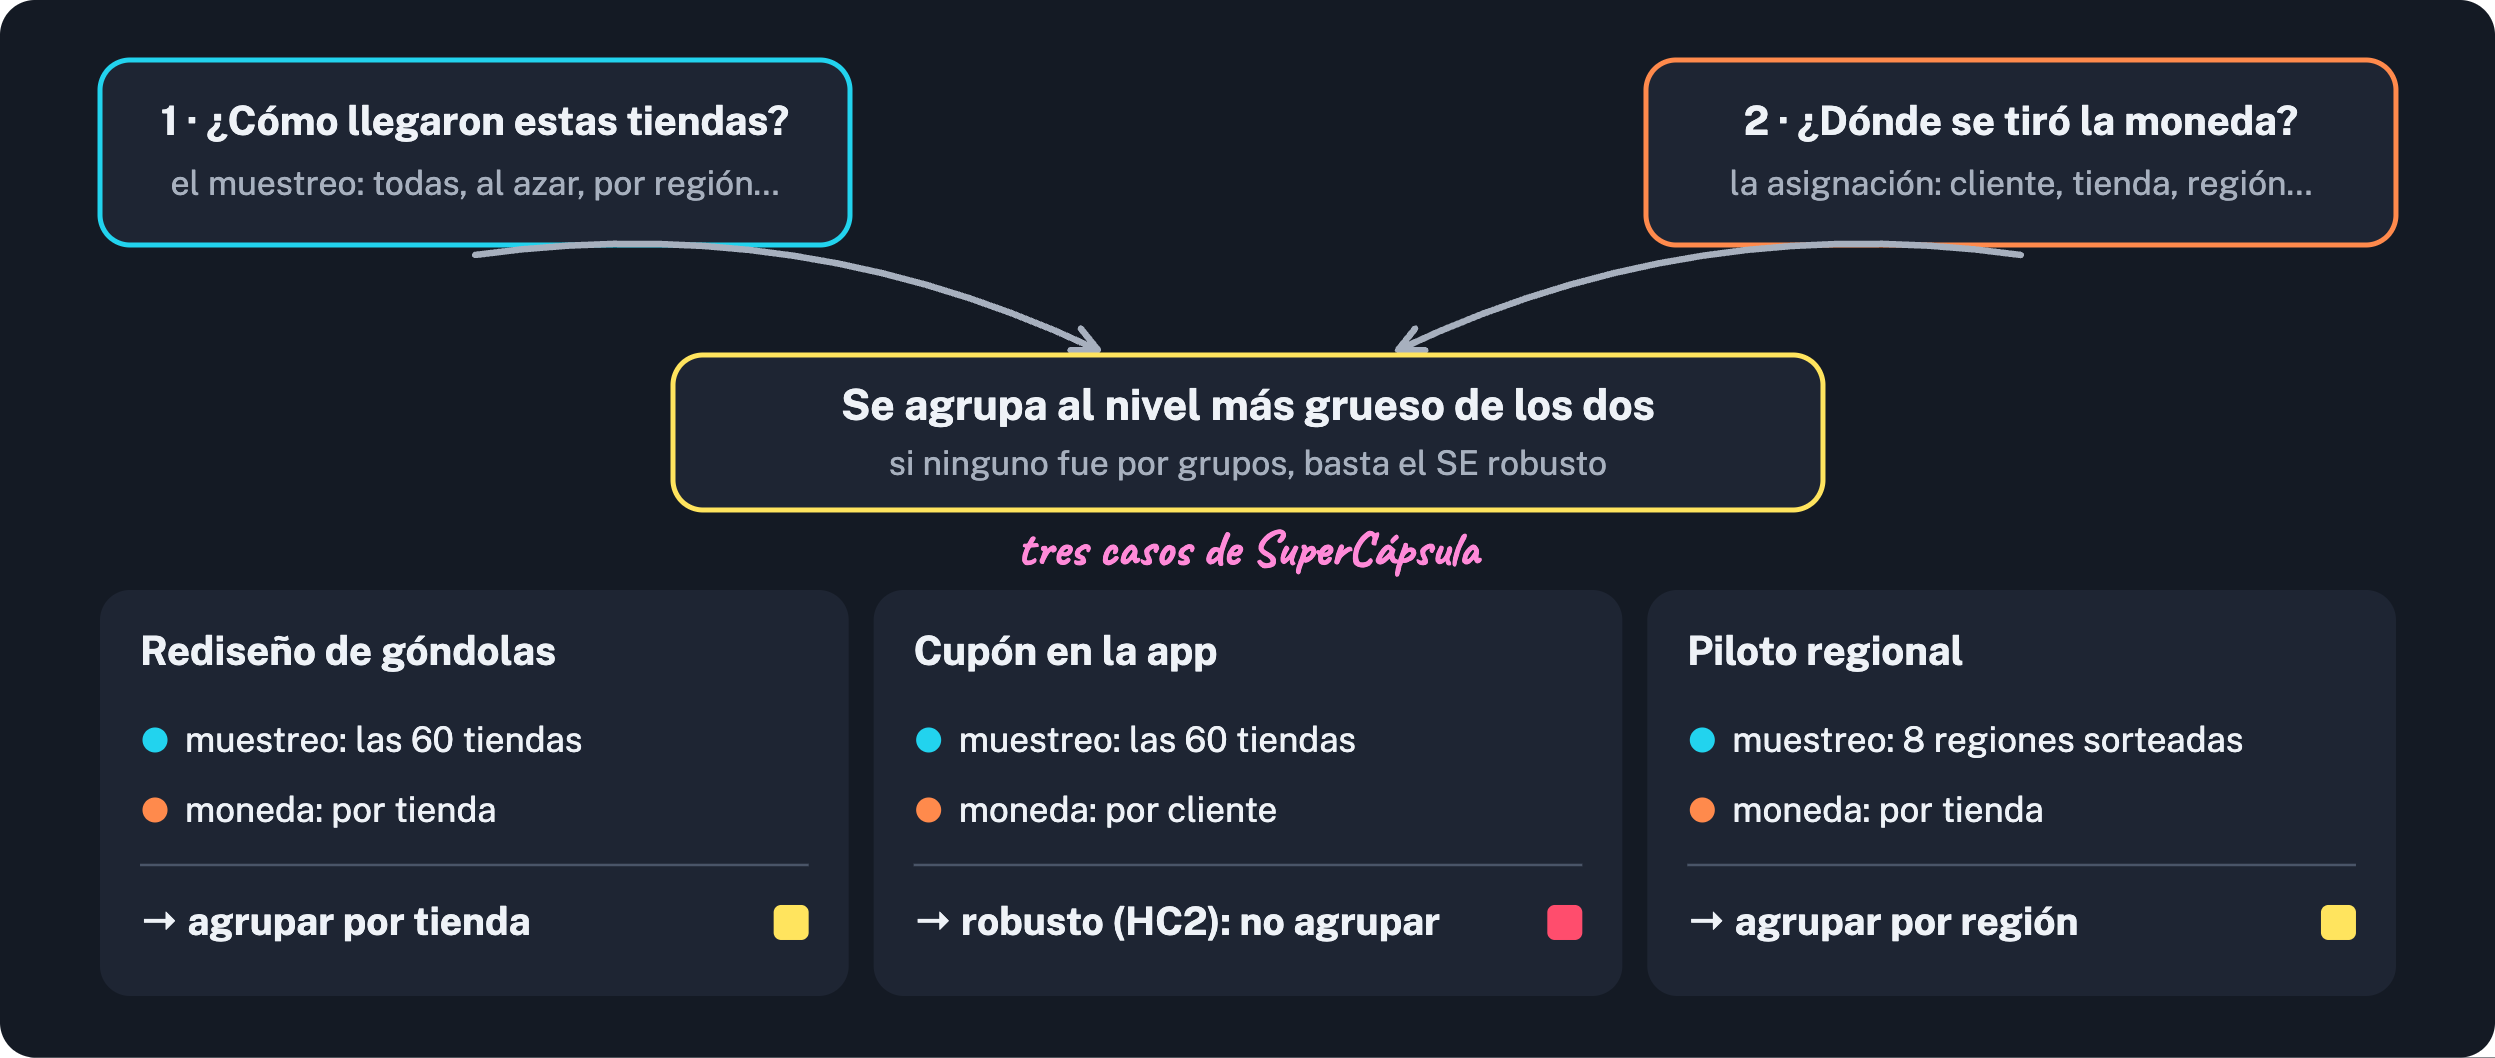 1 · ¿Cómo llegaron estas tiendas?
el muestreo: todas, al azar, por región...
2 · ¿Dónde se tiró la moneda?
la asignación: cliente, tienda, región...
Se agrupa al nivel más grueso de los dos
si ninguno fue por grupos, basta el SE robusto
tres casos de SuperCápsula
Rediseño de góndolas
muestreo: las 60 tiendas
moneda: por tienda
→ agrupar por tienda
Cupón en la app
muestreo: las 60 tiendas
moneda: por cliente
→ robusto (HC2): no agrupar
Piloto regional
muestreo: 8 regiones sorteadas
moneda: por tienda
→ agrupar por región